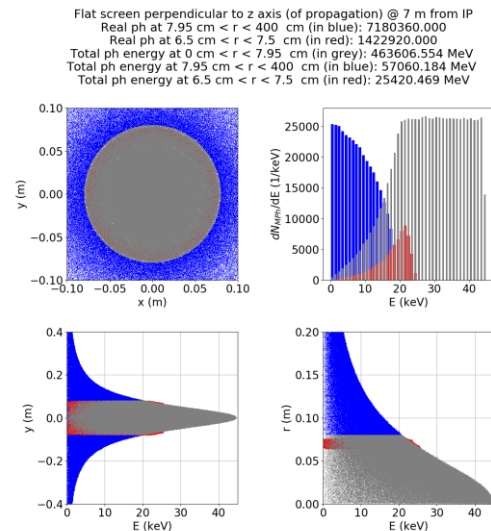 Flat screen perpendicular to z axis (of propagation) @ 7 m from IP
Real ph at 7.95 cm < r < 400 cm (in blue): 7180360.000
Real ph at 6.5 cm < r < 7.5 cm (in red): 1422920.000
Total ph energy at 0 cm < r < 7.95 cm (in grey): 463606.554 MeV
Total ph energy at 7.95 cm < r < 400 cm (in blue): 57060.184 MeV
Total ph energy at 6.5 cm < r < 7.5 cm (in red): 25420.469 MeV
0.10
0.05
0.00
−0.05
−0.10
y (m)
−0.10 −0.05 0.00 0.05 0.10
x (m)
25000
20000
15000
10000
5000
0
dN_MPh/dE (1/keV)
0 10 20 30 40
E (keV)
0.4
0.2
0.0
−0.2
−0.4
y (m)
0 10 20 30 40
E (keV)
0.20
0.15
0.10
0.05
0.00
r (m)
0 10 20 30 40
E (keV)